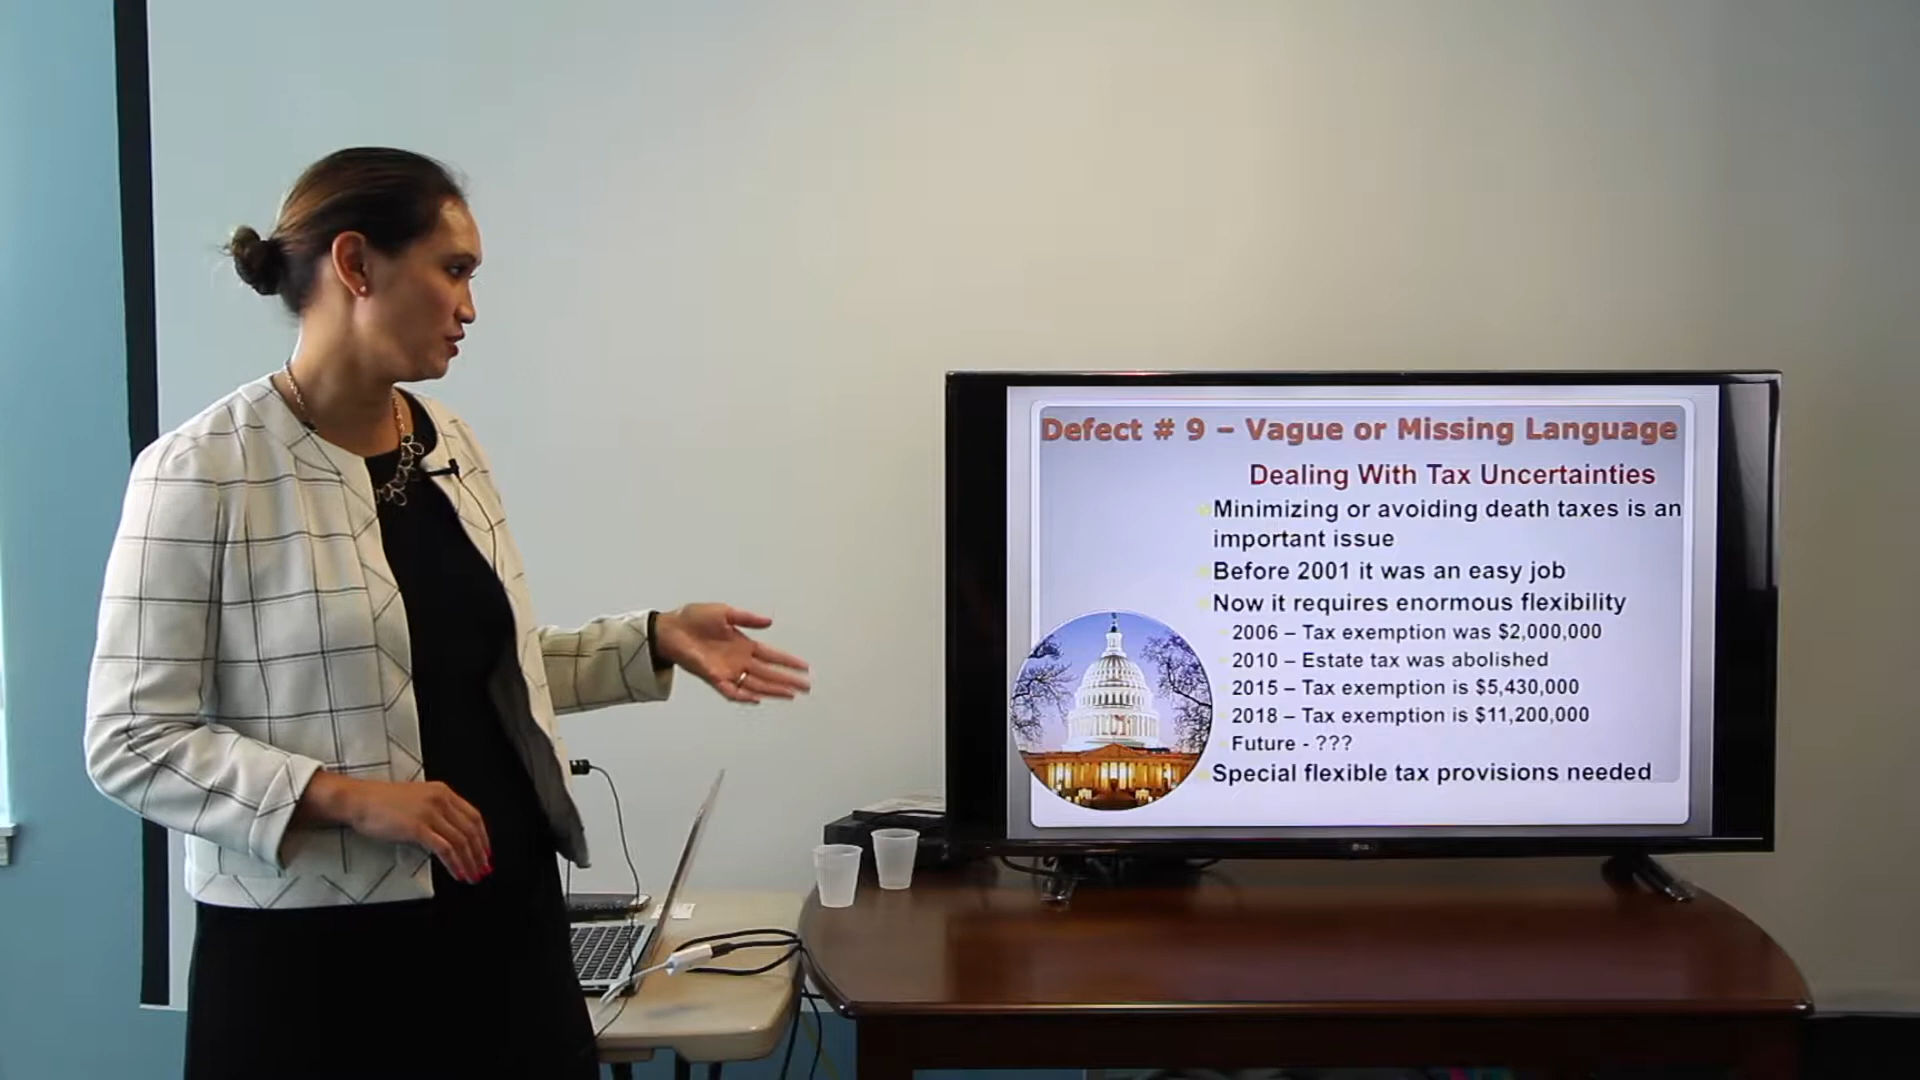 Defect # 9 – Vague or Missing Language
Dealing With Tax Uncertainties
Minimizing or avoiding death taxes is an
important issue
Before 2001 it was an easy job
Now it requires enormous flexibility
2006 – Tax exemption was $2,000,000
2010 – Estate tax was abolished
2015 – Tax exemption is $5,430,000
2018 – Tax exemption is $11,200,000
Future - ???
Special flexible tax provisions needed
LG